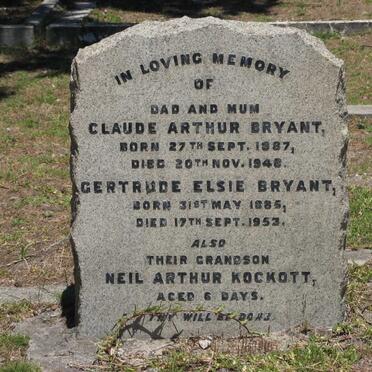 IN LOVING MEMORY
OF
DAD AND MUM
CLAUDE ARTHUR BRYANT,
BORN 27TH SEPT. 1887,
DIED 20TH NOV. 1948.
GERTRUDE ELSIE BRYANT,
BORN 31ST MAY 1885,
DIED 17TH SEPT. 1953.
ALSO
THEIR GRANDSON
NEIL ARTHUR KOCKOTT,
AGED 6 DAYS.
THY WILL BE DONE.